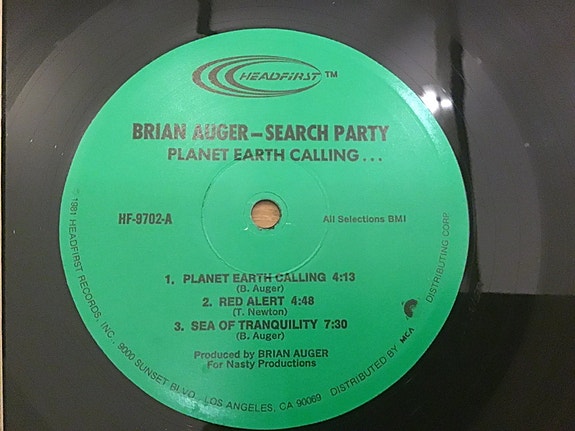 HEADFIRST TM
BRIAN AUGER – SEARCH PARTY
PLANET EARTH CALLING . . .
HF-9702-A
All Selections BMI
1. PLANET EARTH CALLING 4:13
(B. Auger)
2. RED ALERT 4:48
(T. Newton)
3. SEA OF TRANQUILITY 7:30
(B. Auger)
Produced by BRIAN AUGER
For Nasty Productions
©1981 HEADFIRST RECORDS, INC. 9000 SUNSET BLVD. LOS ANGELES, CA 90069 DISTRIBUTED BY MCA DISTRIBUTING CORP.